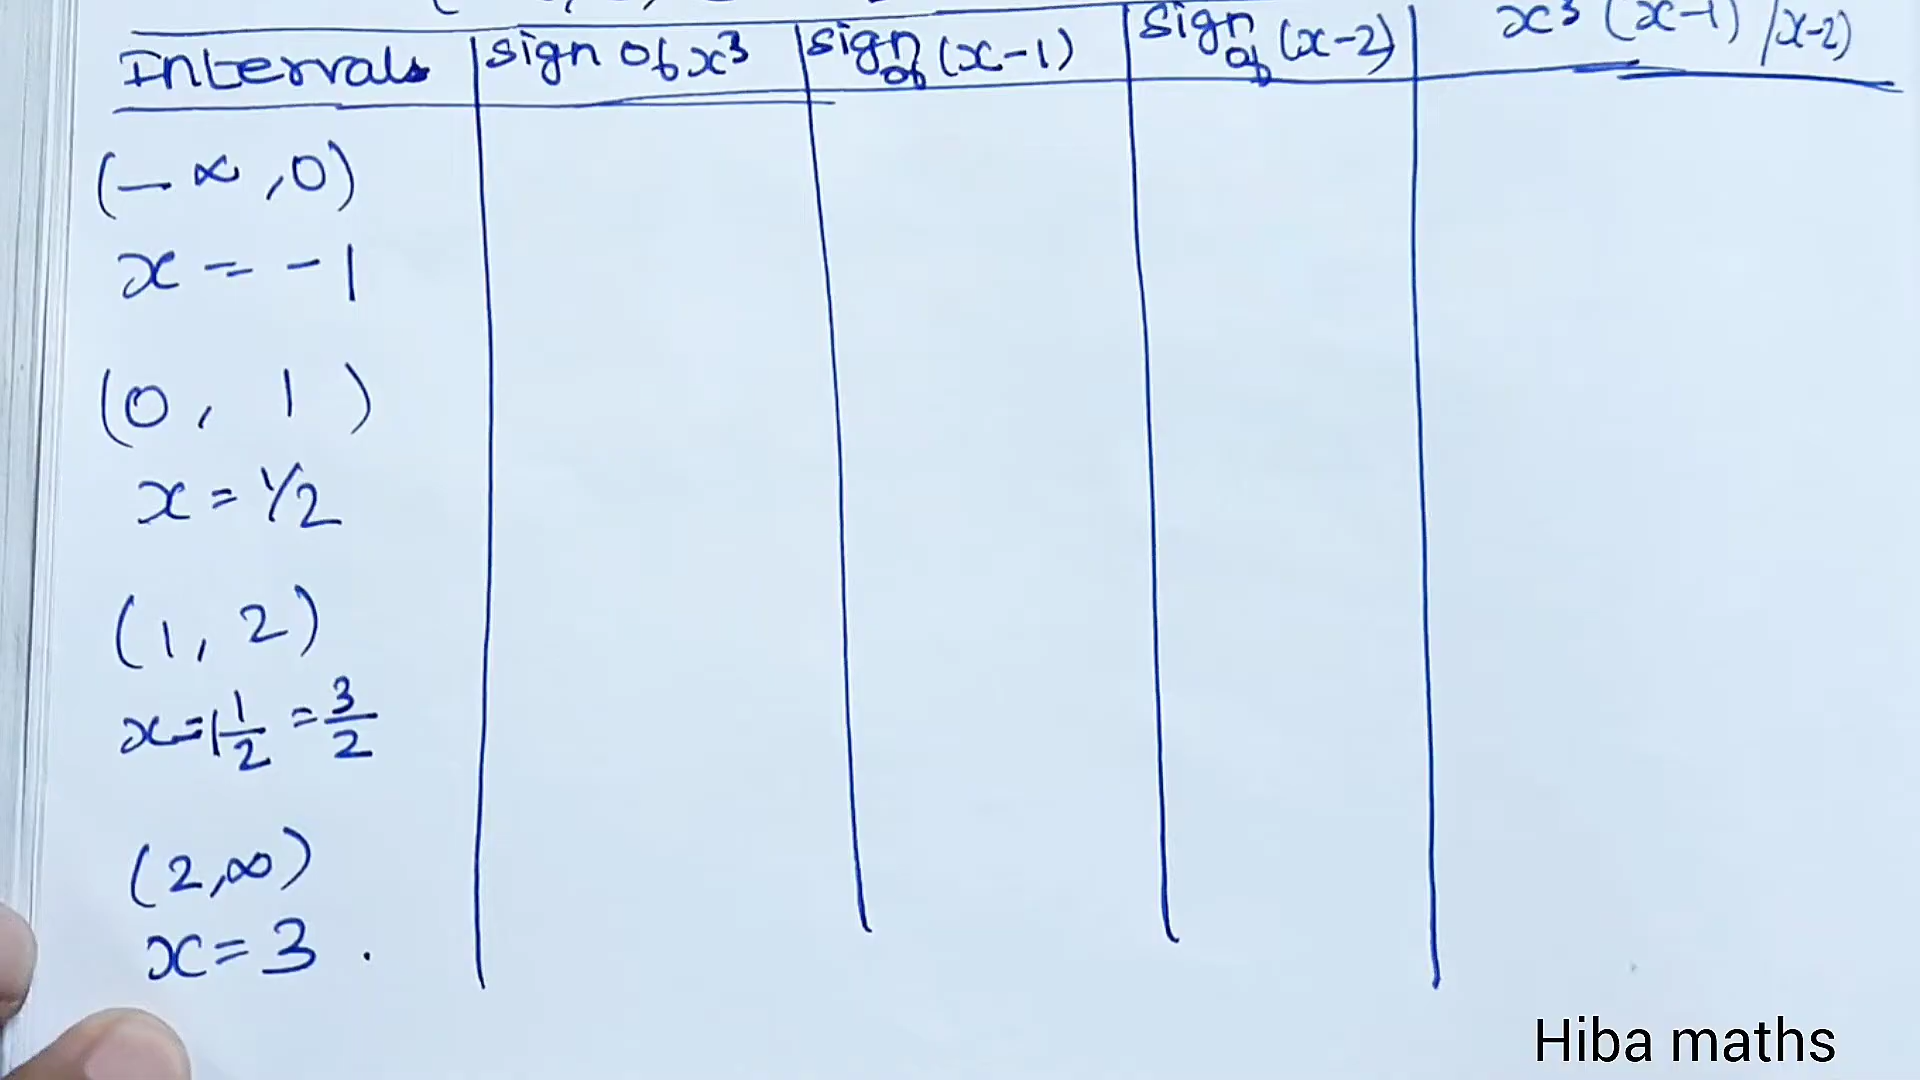 Intervals sign of x³ sign of (x-1) sign of (x-2) x³ (x-1) (x-2)
(-∞, 0)
x = -1
(0, 1)
x = 1/2
(1, 2)
x = 1 1/2 = 3/2
(2, ∞)
x = 3 .
Hiba maths